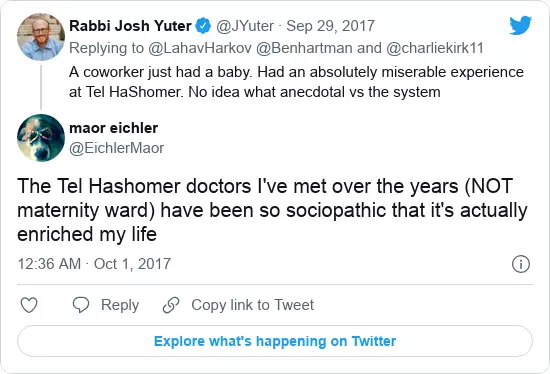 Rabbi Josh Yuter @JYuter · Sep 29, 2017
Replying to @LahavHarkov @Benhartman and @charliekirk11
A coworker just had a baby. Had an absolutely miserable experience
at Tel HaShomer. No idea what anecdotal vs the system
maor eichler
@EichlerMaor
The Tel Hashomer doctors I've met over the years (NOT
maternity ward) have been so sociopathic that it's actually
enriched my life
12:36 AM · Oct 1, 2017
Reply Copy link to Tweet
Explore what's happening on Twitter